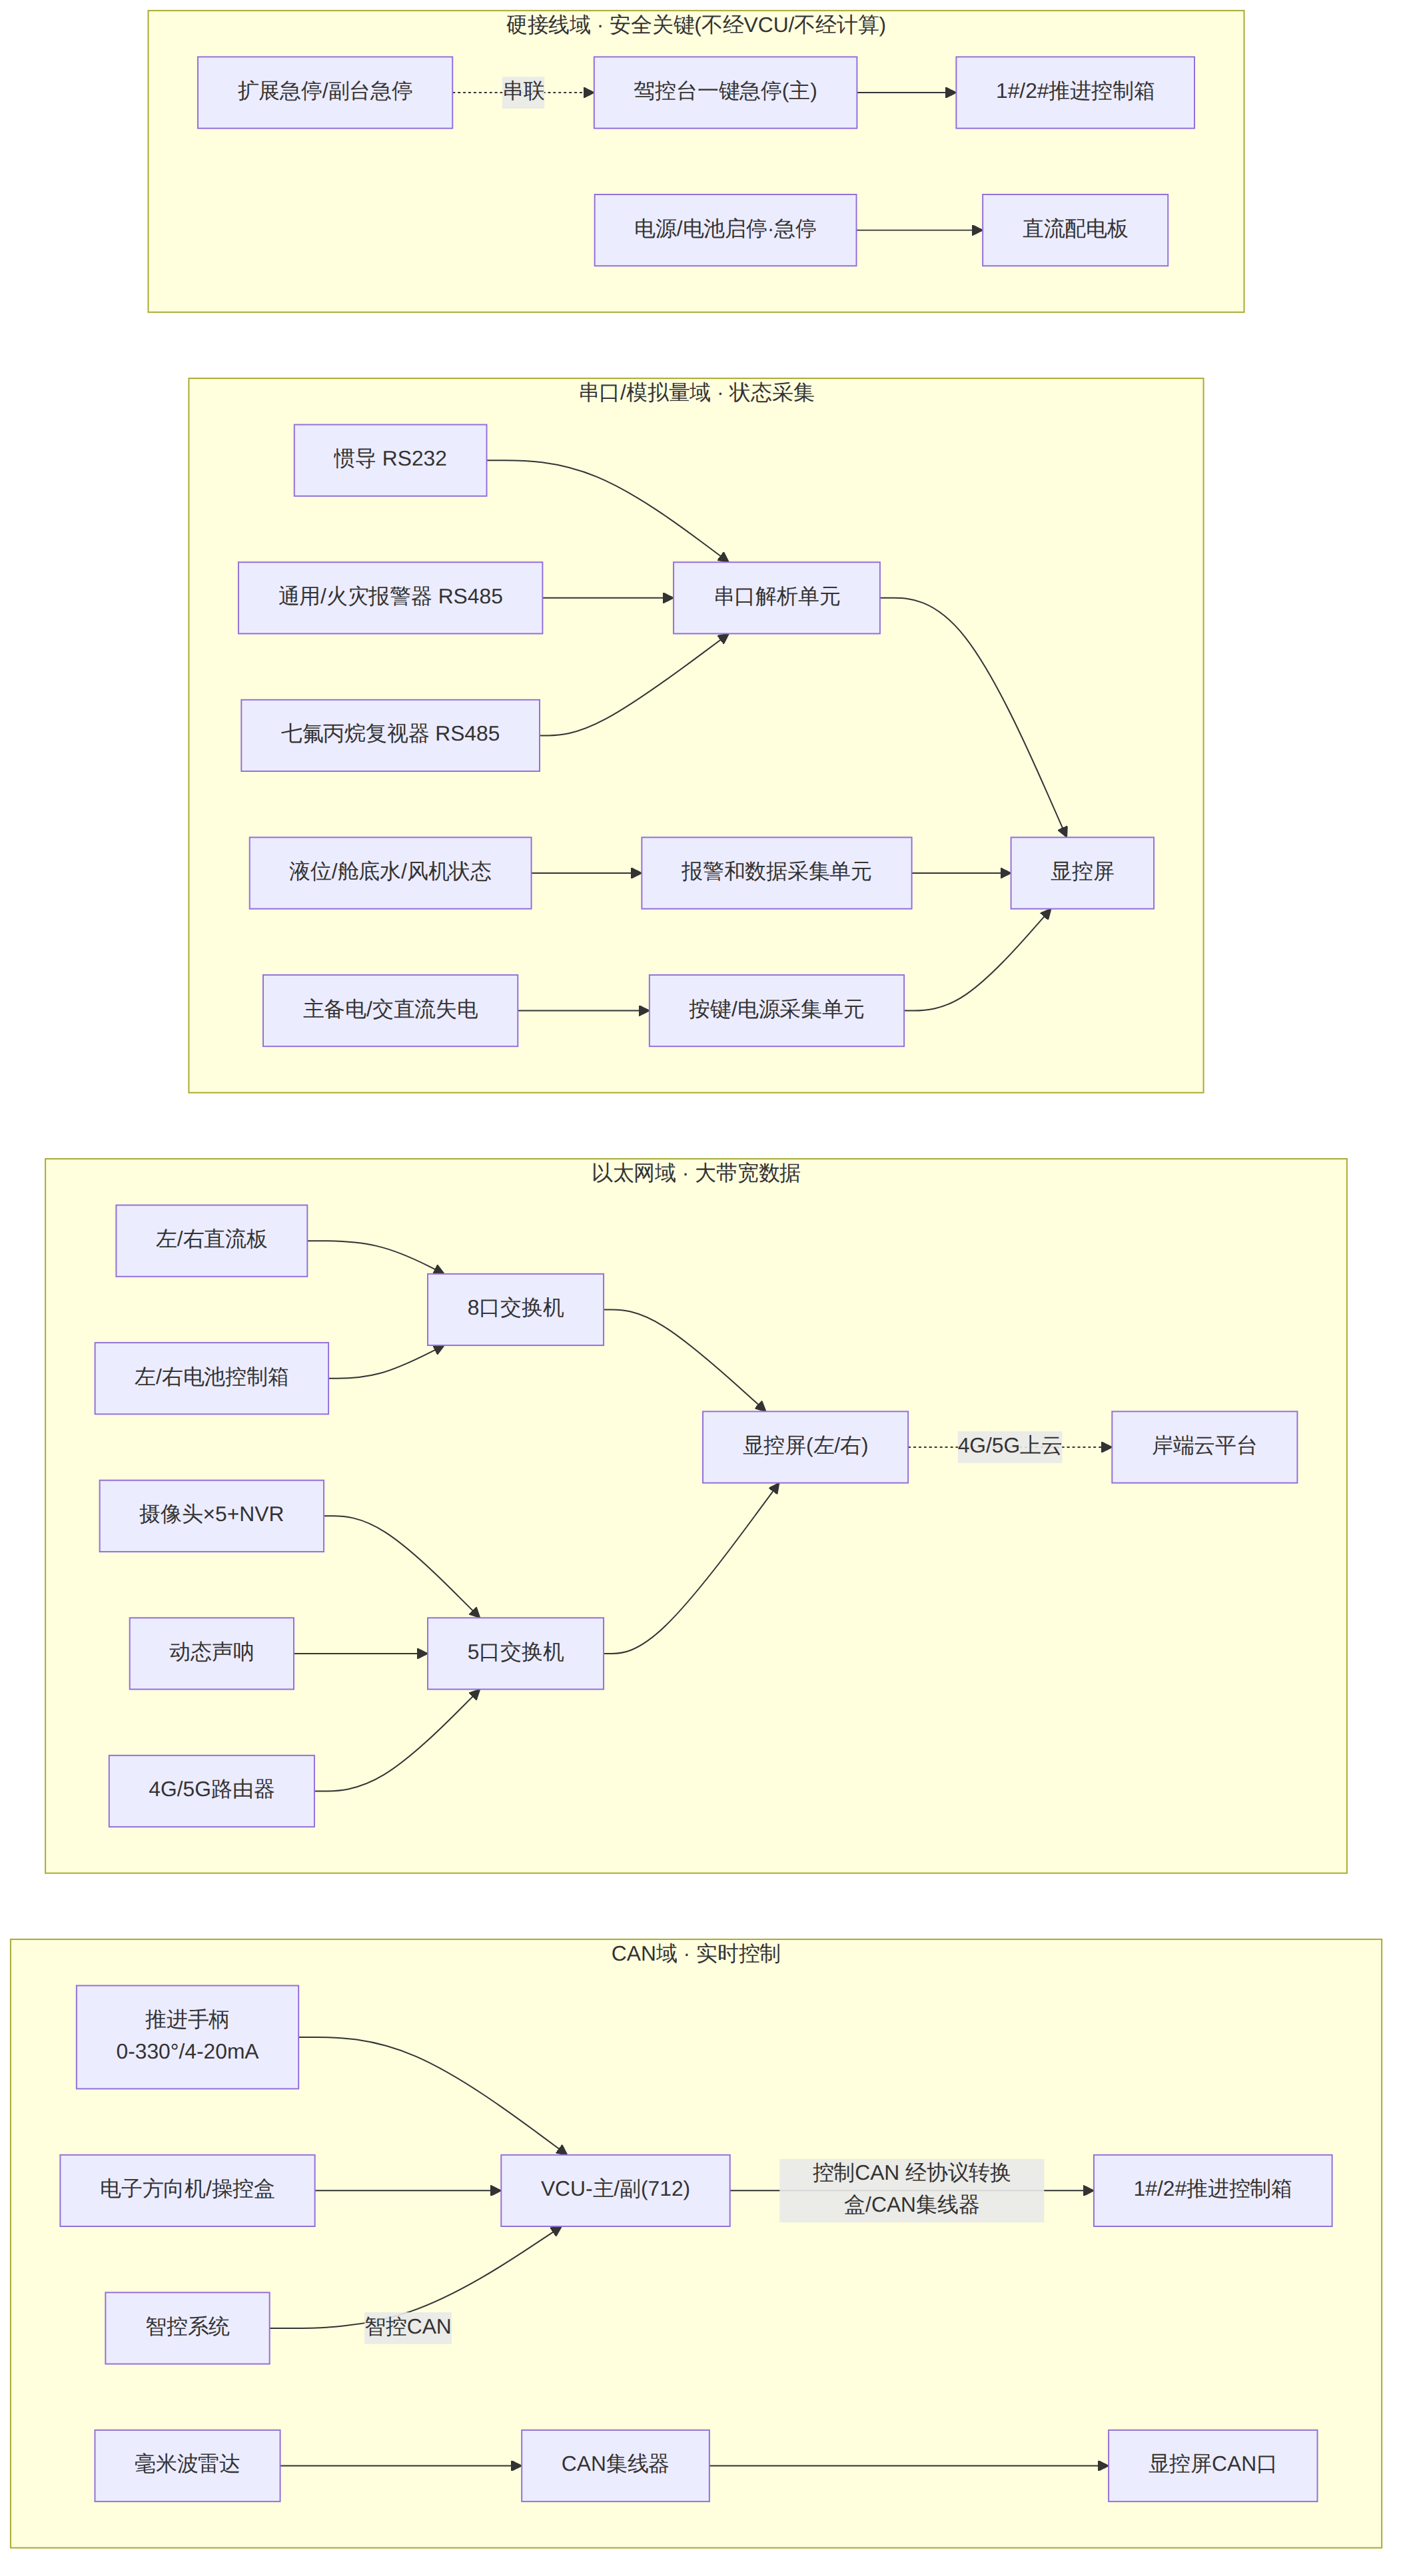 硬接线域 · 安全关键(不经VCU/不经计算)
扩展急停/副台急停
串联
驾控台一键急停(主)
1#/2#推进控制箱
电源/电池启停·急停
直流配电板
串口/模拟量域 · 状态采集
惯导 RS232
通用/火灾报警器 RS485
串口解析单元
七氟丙烷复视器 RS485
液位/舱底水/风机状态
报警和数据采集单元
显控屏
主备电/交直流失电
按键/电源采集单元
以太网域 · 大带宽数据
左/右直流板
8口交换机
左/右电池控制箱
显控屏(左/右)
4G/5G上云
岸端云平台
摄像头×5+NVR
动态声呐
5口交换机
4G/5G路由器
CAN域 · 实时控制
推进手柄
0-330°/4-20mA
电子方向机/操控盒
VCU-主/副(712)
控制CAN 经协议转换
盒/CAN集线器
1#/2#推进控制箱
智控系统
智控CAN
毫米波雷达
CAN集线器
显控屏CAN口